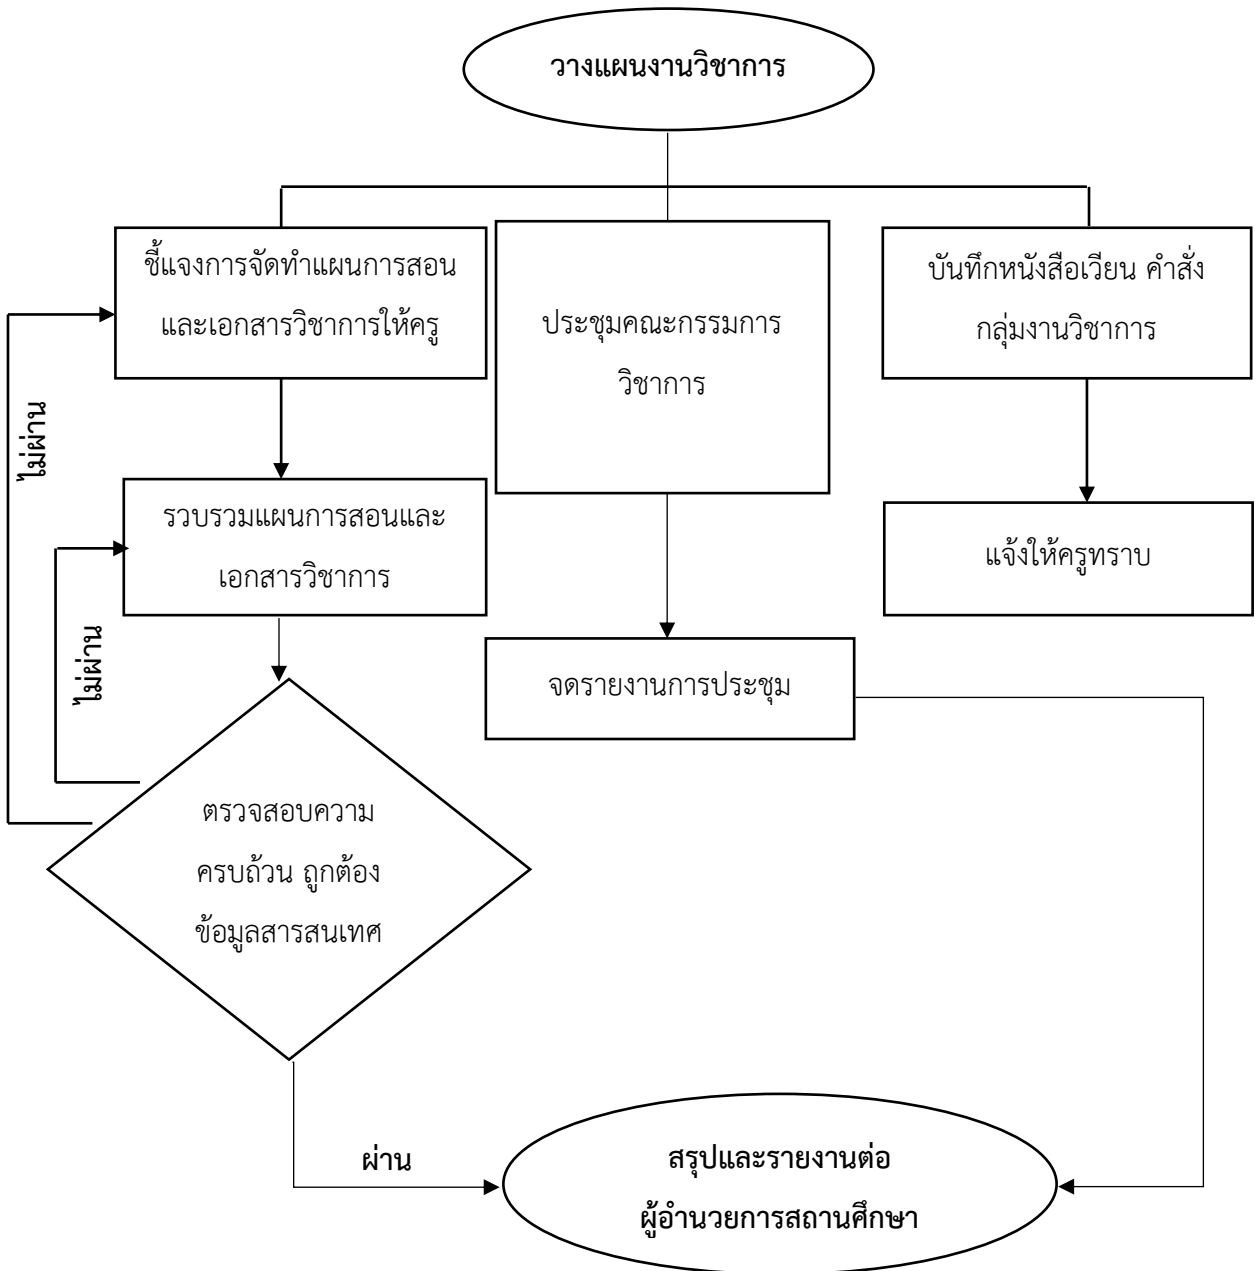 วางแผนงานวิชาการ
ชี้แจงการจัดทำแผนการสอน
และเอกสารวิชาการให้ครู
ประชุมคณะกรรมการ
วิชาการ
บันทึกหนังสือเวียน คำสั่ง
กลุ่มงานวิชาการ
ไม่ผ่าน
รวบรวมแผนการสอนและ
เอกสารวิชาการ
แจ้งให้ครูทราบ
ไม่ผ่าน
จดรายงานการประชุม
ตรวจสอบความ
ครบถ้วน ถูกต้อง
ข้อมูลสารสนเทศ
ผ่าน
สรุปและรายงานต่อ
ผู้อำนวยการสถานศึกษา